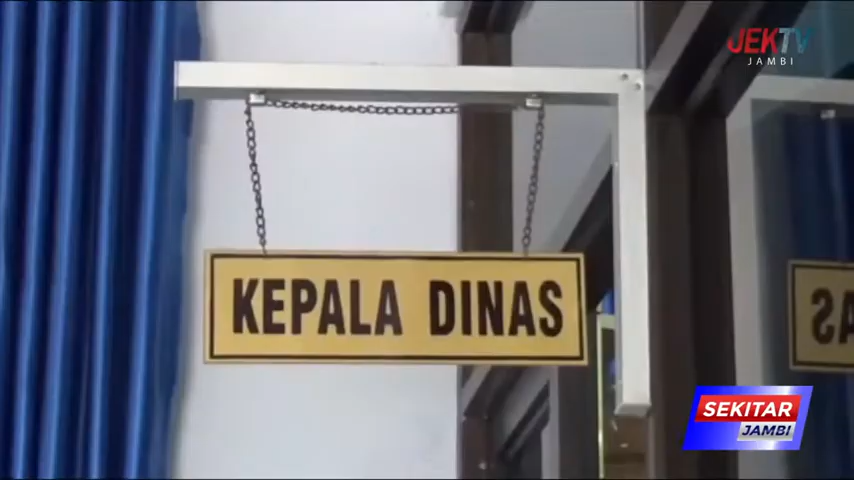 JEKTV
JAMBI
KEPALA DINAS
SEKITAR
JAMBI